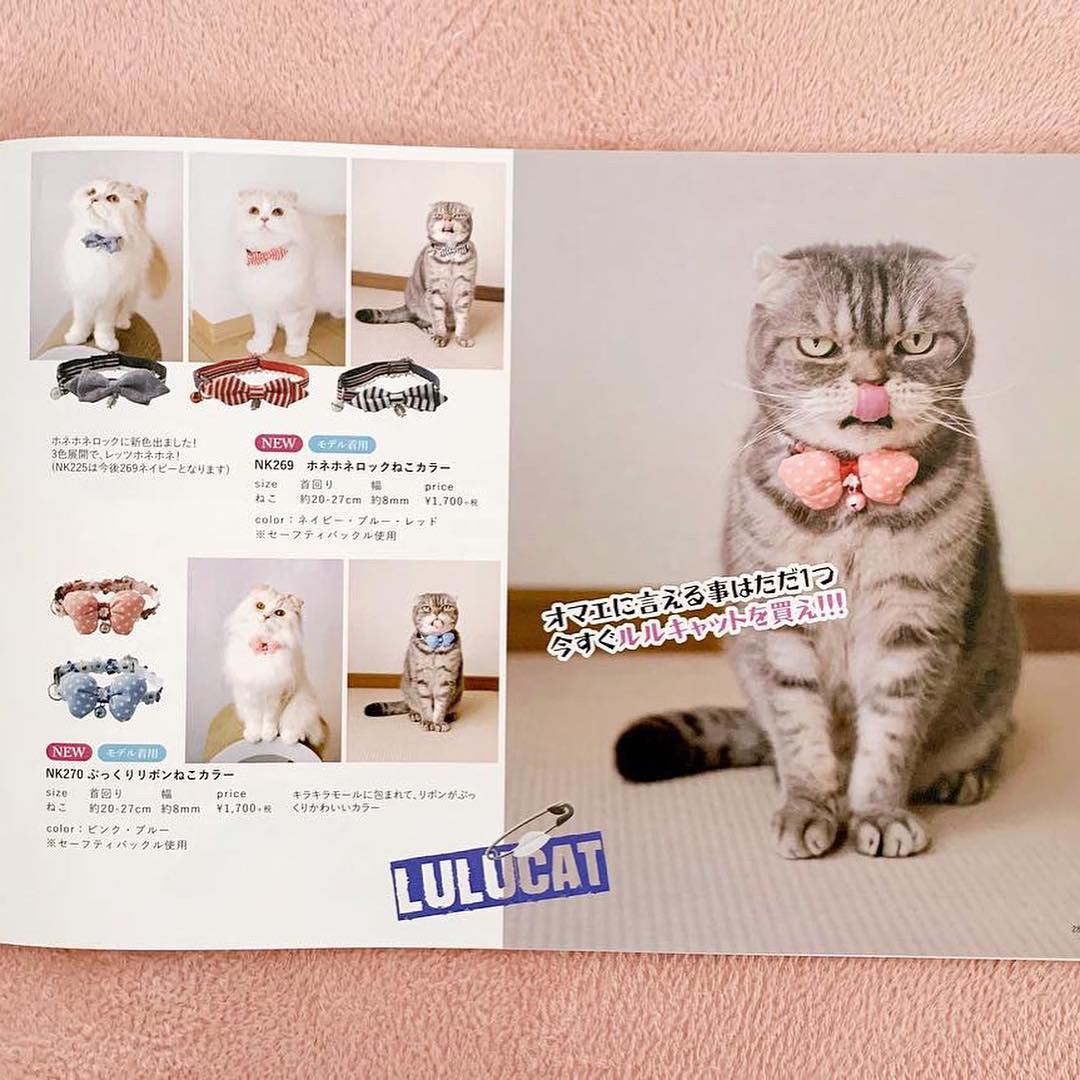 ホネホネロックに新色出ました!
3色展開で、レッツホネホネ!
(NK225は今後269ネイビーとなります)
NEW モデル着用
NK269 ホネホネロックねこカラー
size 首回り 幅 price
ねこ 約20-27cm 約8mm ¥1,700+税
color:ネイビー・ブルー・レッド
※セーフティバックル使用
NEW モデル着用
NK270 ぷっくりリボンねこカラー
size 首回り 幅 price
ねこ 約20-27cm 約8mm ¥1,700+税
color:ピンク・ブルー
※セーフティバックル使用
キラキラモールに包まれて、リボンがぷっ
くりかわいいカラー
オマエに言える事はただ1つ
今すぐルルキャットを買え!!!
LULUCAT